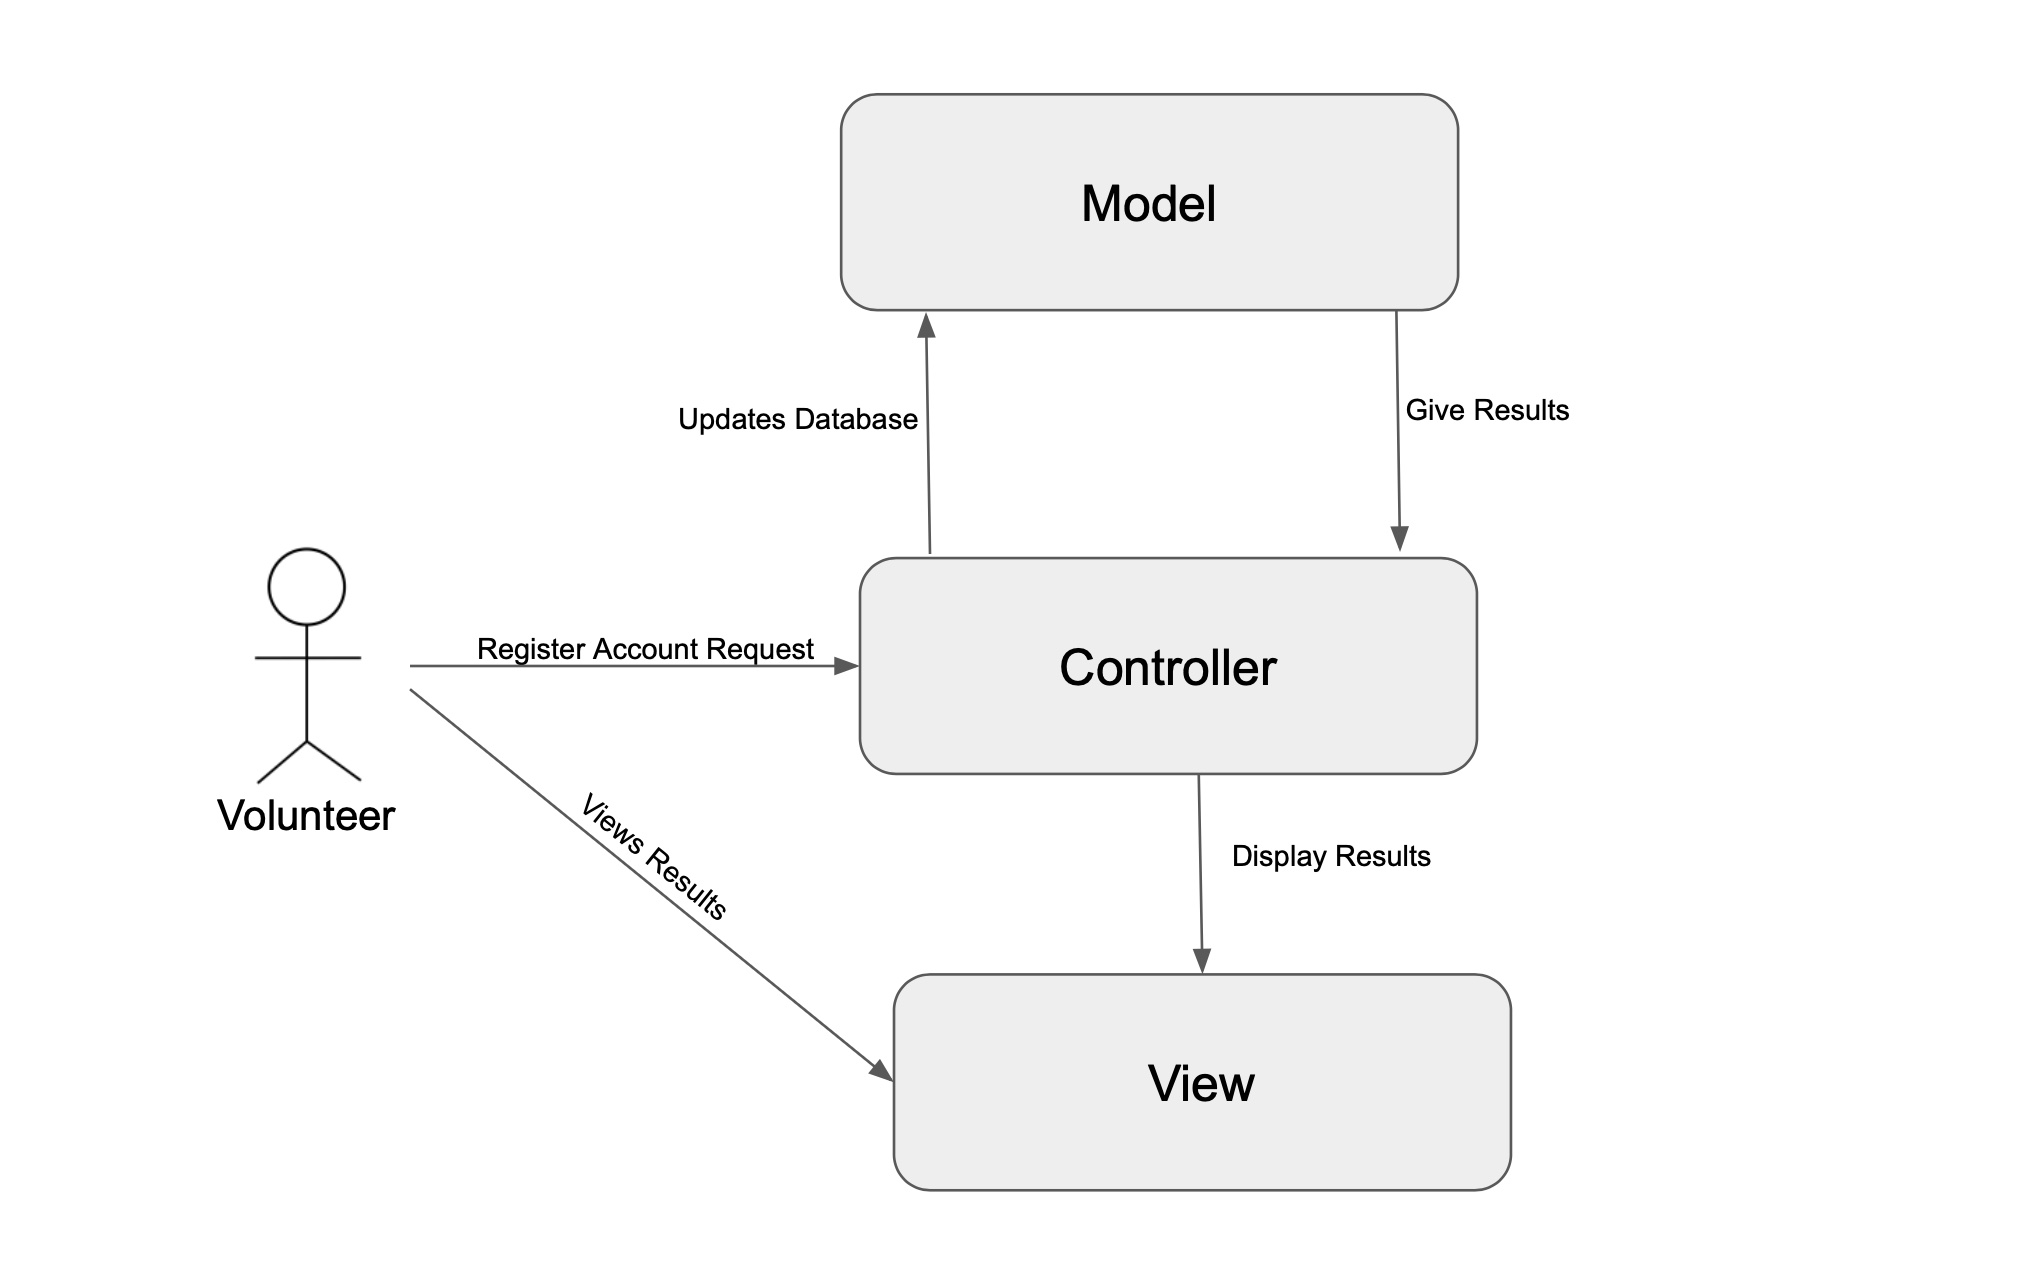 Model
Updates Database
Give Results
Register Account Request
Controller
Volunteer
Views Results
Display Results
View